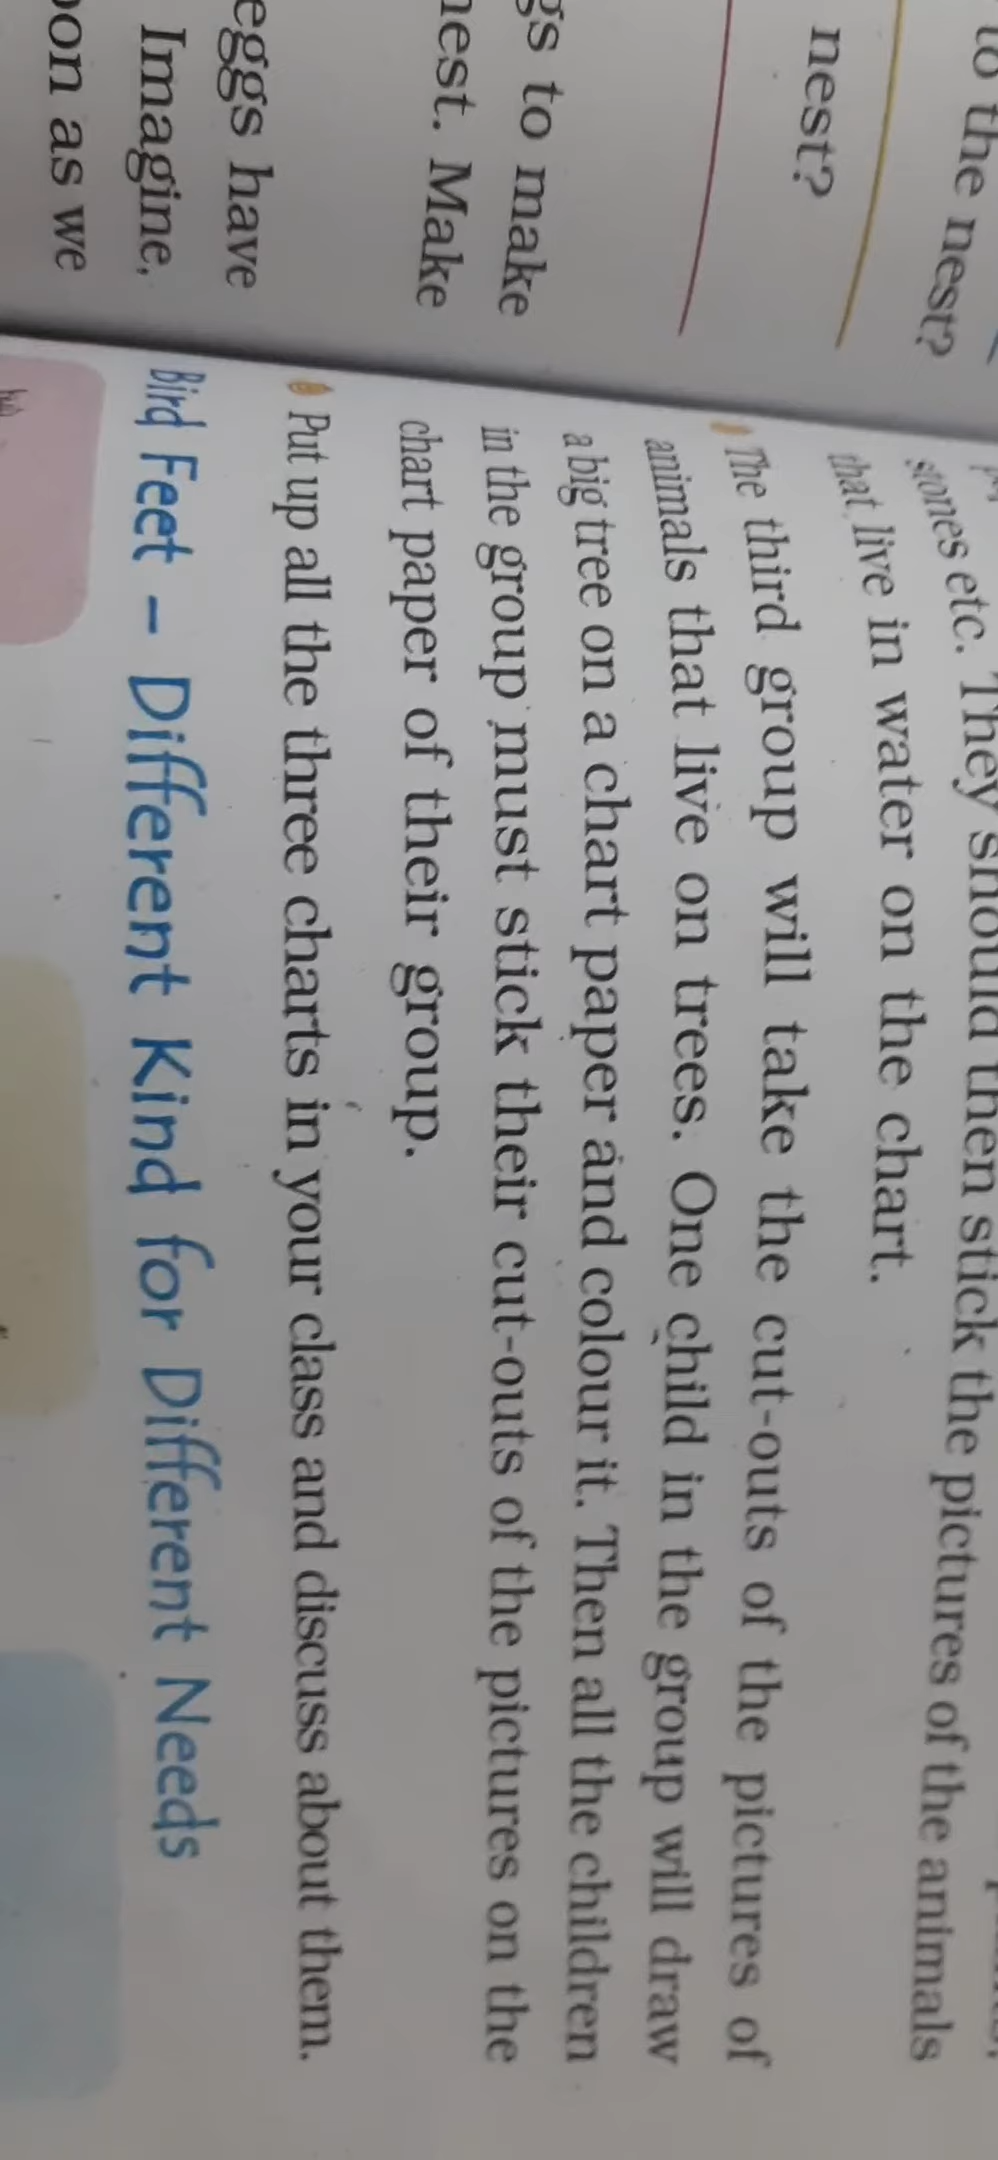 to the nest?
nest?
gs to make
nest. Make
eggs have
Imagine,
oon as we
stones etc. They should then stick the pictures of the animals
that live in water on the chart.
The third group will take the cut-outs of the pictures of
animals that live on trees. One child in the group will draw
a big tree on a chart paper and colour it. Then all the children
in the group must stick their cut-outs of the pictures on the
chart paper of their group.
Put up all the three charts in your class and discuss about them.
Bird Feet – Different Kind for Different Needs